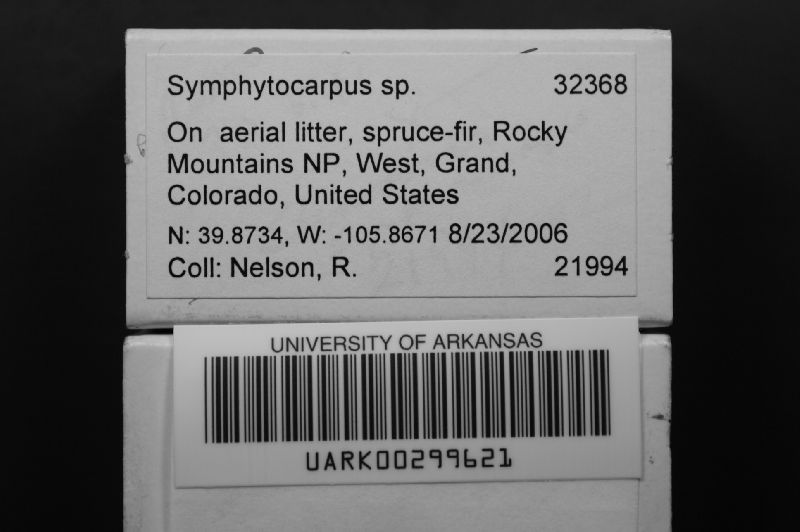 Symphytocarpus sp. 32368
On aerial litter, spruce-fir, Rocky
Mountains NP, West, Grand,
Colorado, United States
N: 39.8734, W: -105.8671 8/23/2006
Coll: Nelson, R. 21994
UNIVERSITY OF ARKANSAS
UARK00299621